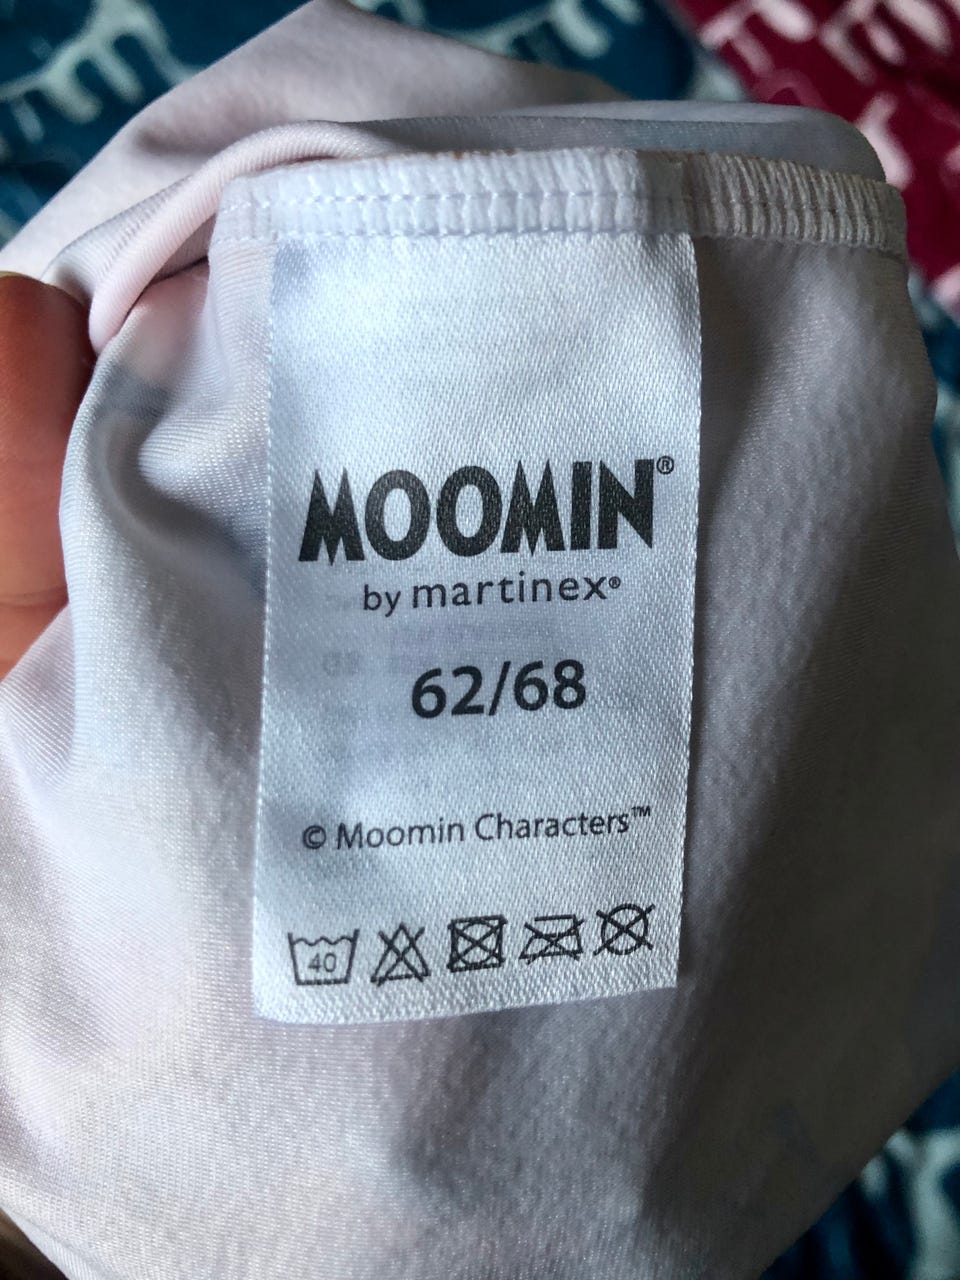 MOOMIN®
by martinex®
62/68
© Moomin Characters™
40